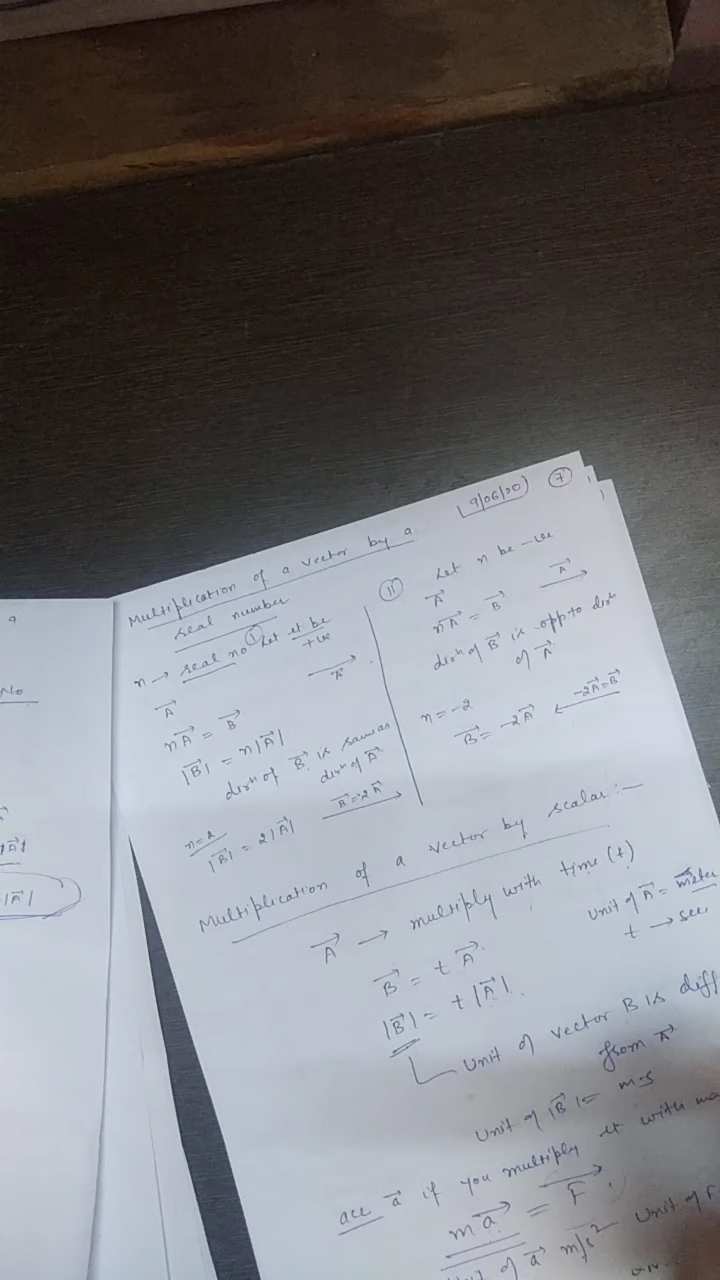 9/06/20 7
Multiplication of a vector by a
real number
n → real no Let it be
+ve
I
A⃗
A⃗
nA⃗ = B⃗
|B⃗| = n|A⃗|
dirⁿ of B⃗ is same as
dirⁿ of A⃗
n=2
|B⃗| = 2|A⃗|
B⃗=2A⃗
II
Let n be -ve
A⃗
A⃗
nA⃗ = B⃗
dirⁿ of B⃗ is opp to dirⁿ
of A⃗
n = -2
B⃗ = -2A⃗
-2A⃗=B⃗
Multiplication of a vector by scalar :-
A⃗ → multiply with time (t)
B⃗ = t A⃗
unit of A⃗ = meter
t → sec
|B⃗| = t |A⃗|
unit of vector B is diff
from A⃗
unit of |B⃗| = m-s
acc a⃗ if you multiply it with
ma⃗ = F⃗
of a⃗ m/s² unit of F
No
|A⃗|
|A⃗|